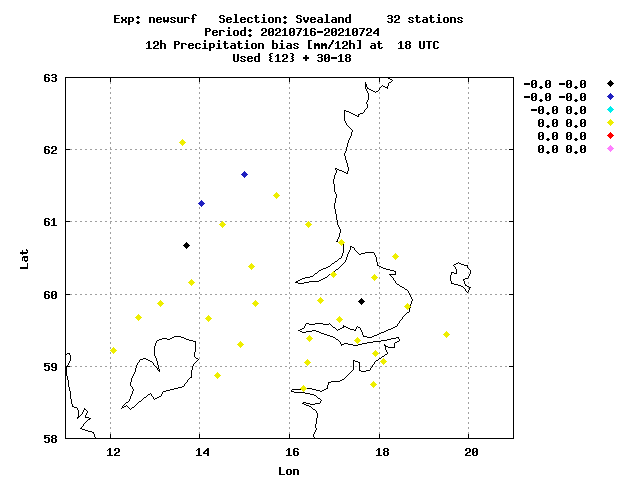 Exp: newsurf Selection: Svealand 32 stations
Period: 20210716-20210724
12h Precipitation bias [mm/12h] at 18 UTC
Used {12} + 30-18
63
62
61
60
59
58
Lat
12 14 16 18 20
Lon
-0.0 -0.0
-0.0 -0.0
-0.0 0.0
0.0 0.0
0.0 0.0
0.0 0.0